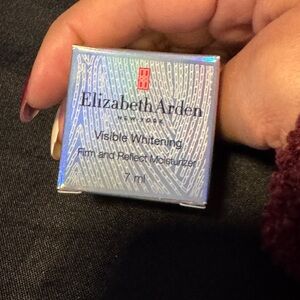 Elizabeth Arden
NEW YORK
Visible Whitening
Firm and Reflect Moisturizer
7 ml